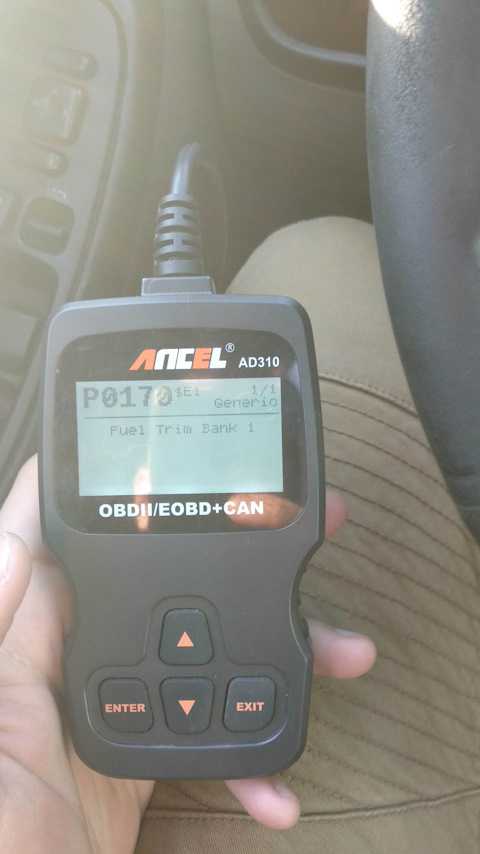 ANCEL® AD310
P0170 $E1 1/1
Generic
Fuel Trim Bank 1
OBDII/EOBD+CAN
▲
ENTER ▼ EXIT